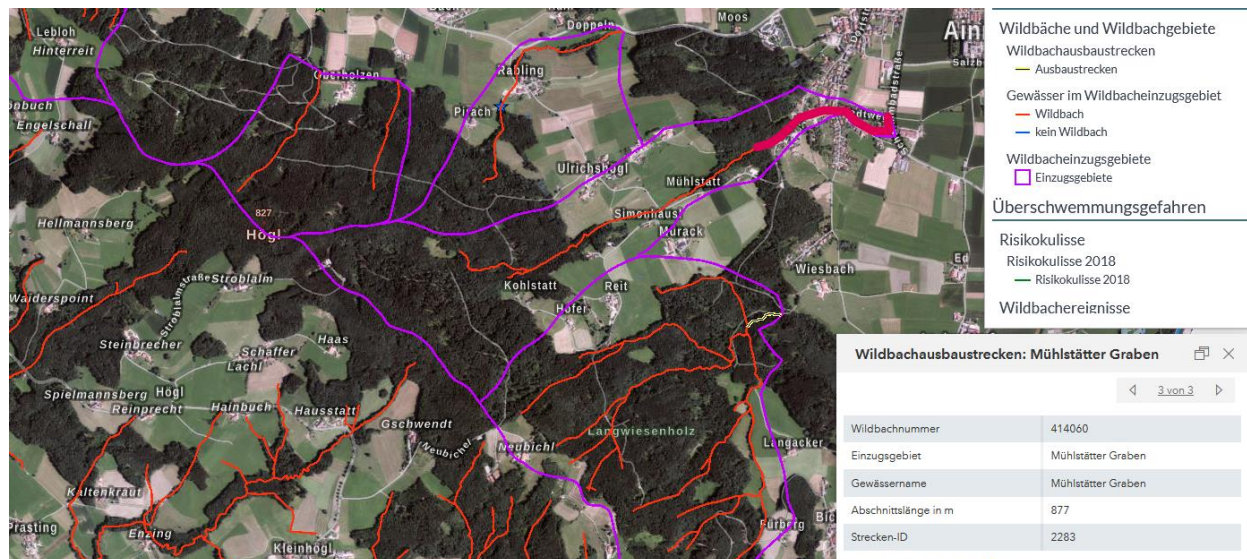 Lebloh
Hinterreit
Engelschall
Oberholzen
Doppeln
Moos
Rabling
Pirach
Ulrichshögl
Mühlstatt
Simonhäusl
Murack
Kohlstatt
Reit
Hofer
Wiesbach
827
Högl
Hellmannsberg
Stroblalmstraße
Stroblalm
Waiderspoint
Steinbrecher
Haas
Schaffer
Lachl
Spielmannsberg
Högl
Reinprecht
Hainbuch
Hausstatt
Gschwendt
Neubichler
Neubichl
Langwiesenholz
Langacker
Kaltenkraut
Prasting
Enzing
Kleinhögl
Fürberg
Wildbäche und Wildbachgebiete
Wildbachausbaustrecken
Ausbaustrecken
Gewässer im Wildbacheinzugsgebiet
Wildbach
kein Wildbach
Wildbacheinzugsgebiete
Einzugsgebiete
Überschwemmungsgefahren
Risikokulisse
Risikokulisse 2018
Risikokulisse 2018
Wildbachereignisse
Wildbachausbaustrecken: Mühlstätter Graben
3 von 3
Wildbachnummer 414060
Einzugsgebiet Mühlstätter Graben
Gewässername Mühlstätter Graben
Abschnittslänge in m 877
Strecken-ID 2283